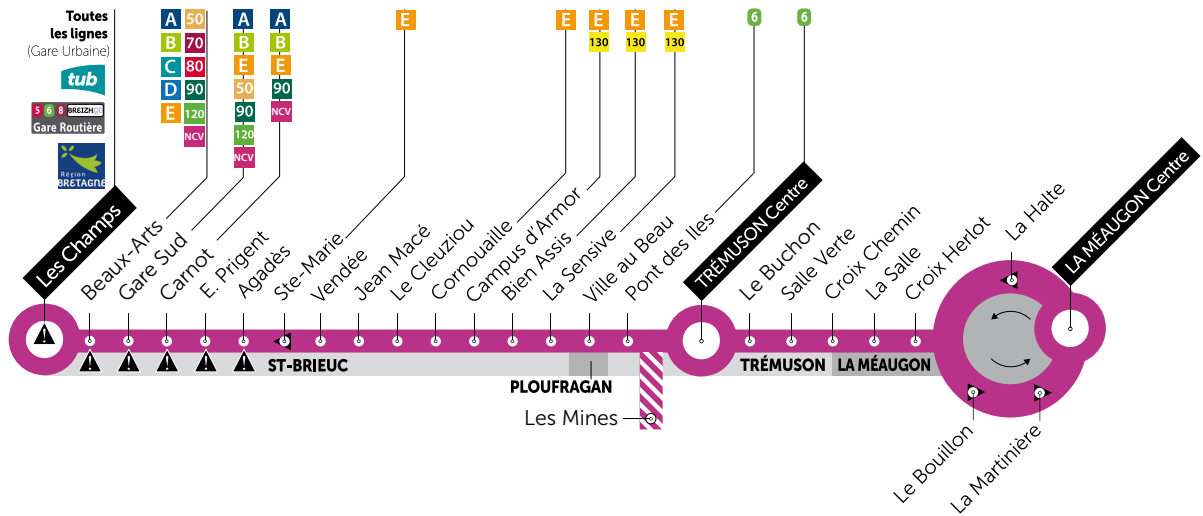 Toutes
les lignes
(Gare Urbaine)
tub
5 6 8 BREIZHGO
Gare Routière
Région
BRETAGNE
A 50
B 70
C 80
D 90
E 120
NCV
A
B
E
50
90
120
NCV
A
B
E
90
NCV
E
E
E
130
E
130
E
130
6
6
Les Champs
Beaux-Arts
Gare Sud
Carnot
E. Prigent
Agadès
Ste-Marie
Vendée
Jean Macé
Le Cleuziou
Cornouaille
Campus d'Armor
Bien Assis
La Sensive
Ville au Beau
Pont des Iles
TRÉMUSON Centre
Le Buchon
Salle Verte
Croix Chemin
La Salle
Croix Herlot
La Halte
LA MÉAUGON Centre
ST-BRIEUC
PLOUFRAGAN
TRÉMUSON
LA MÉAUGON
Les Mines
Le Bouillon
La Martinière